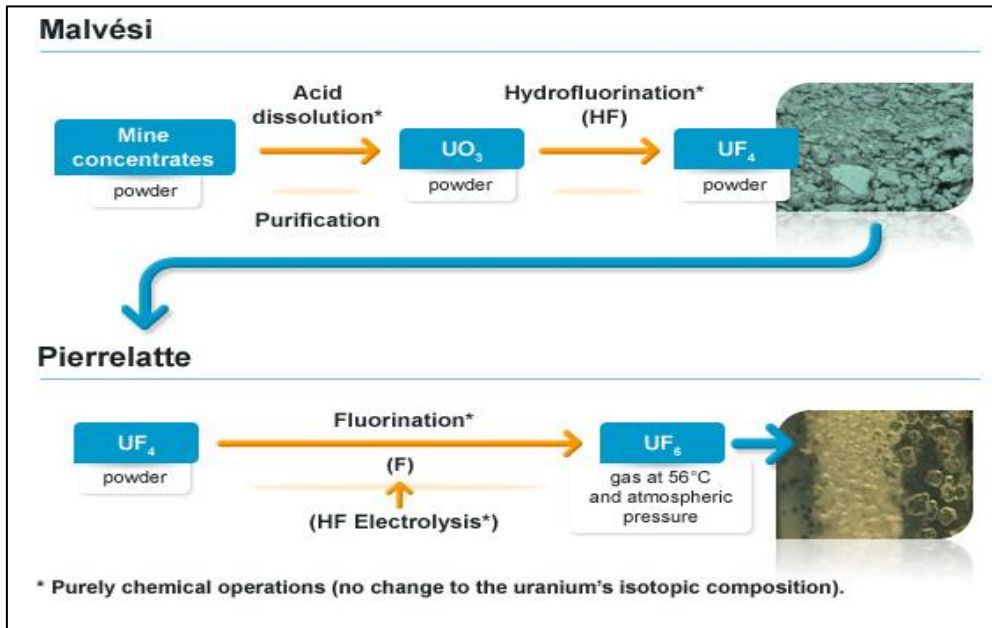 Malvési
Acid
dissolution*
Hydrofluorination*
(HF)
Mine
concentrates
powder
UO₃
powder
UF₄
powder
Purification
Pierrelatte
Fluorination*
UF₄
powder
(F)
UF₆
gas at 56°C
and atmospheric
pressure
(HF Electrolysis*)
* Purely chemical operations (no change to the uranium's isotopic composition).